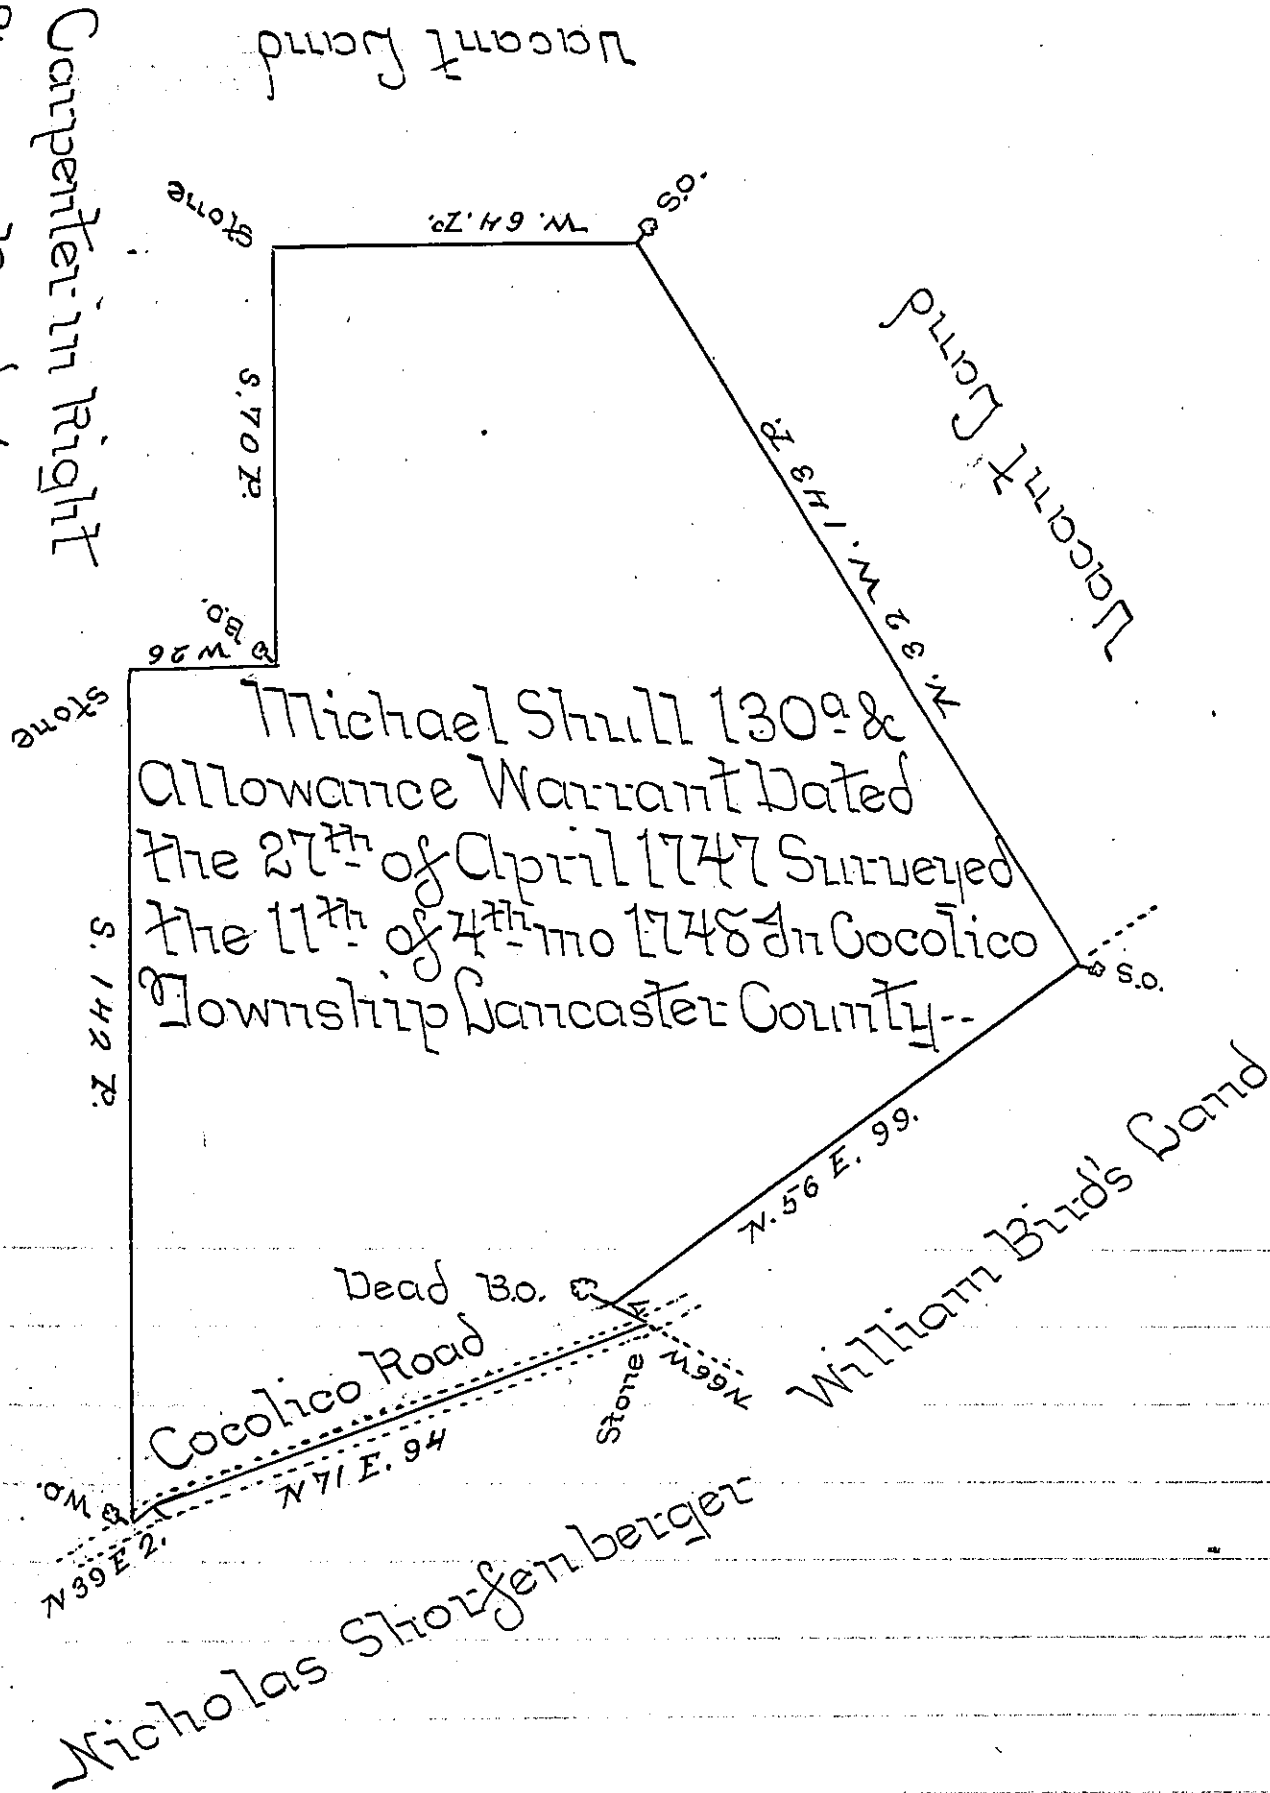 Vacant Land
Carpenter in Right
Stone
W. 64. P.
S.O.
S. 70 P.
N. 32 W. 143 P.
Vacant Land
B.O.
W 26
Stone
Michael Shull 130ª &
Allowance Warrant Dated
the 27th of April 1747 Surveyed
the 11th of 4th mo 1748 In Cocolico
Township Lancaster County--
S. 142 P.
S.O.
N. 56 E. 99.
William Bird's Land
Dead B.O.
4
Cocolico Road
Stone
N66W
N 71 E. 94
W.O.
N 39 E 2.
Nicholas Shorfenberger